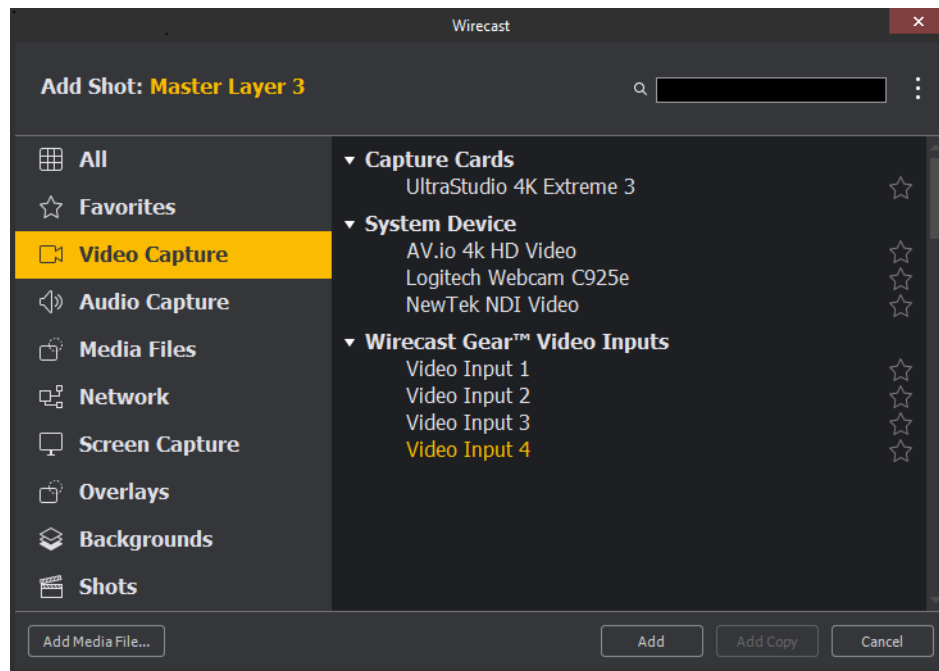 Wirecast
Add Shot: Master Layer 3
All
Favorites
Video Capture
Audio Capture
Media Files
Network
Screen Capture
Overlays
Backgrounds
Shots
Capture Cards
UltraStudio 4K Extreme 3
System Device
AV.io 4k HD Video
Logitech Webcam C925e
NewTek NDI Video
Wirecast Gear™ Video Inputs
Video Input 1
Video Input 2
Video Input 3
Video Input 4
Add Media File...
Add
Add Copy
Cancel